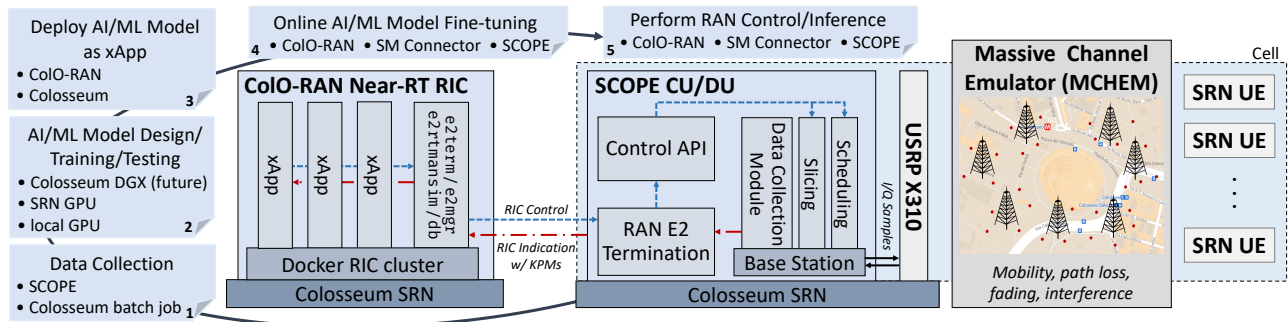 Deploy AI/ML Model
as xApp
• ColO-RAN
• Colosseum
3
AI/ML Model Design/
Training/Testing
• Colosseum DGX (future)
• SRN GPU
• local GPU
2
Data Collection
• SCOPE
• Colosseum batch job
1
Online AI/ML Model Fine-tuning
4
• ColO-RAN • SM Connector • SCOPE
Perform RAN Control/Inference
5
• ColO-RAN • SM Connector • SCOPE
ColO-RAN Near-RT RIC
xApp
xApp
xApp
e2term/e2mgr
e2rtmansim/db
Docker RIC cluster
Colosseum SRN
RIC Control
RIC Indication
w/ KPMs
SCOPE CU/DU
Control API
RAN E2
Termination
Data Collection
Module
Slicing
Scheduling
Base Station
Colosseum SRN
I/Q Samples
USRP X310
Massive Channel
Emulator (MCHEM)
Mobility, path loss,
fading, interference
Cell
SRN UE
SRN UE
SRN UE